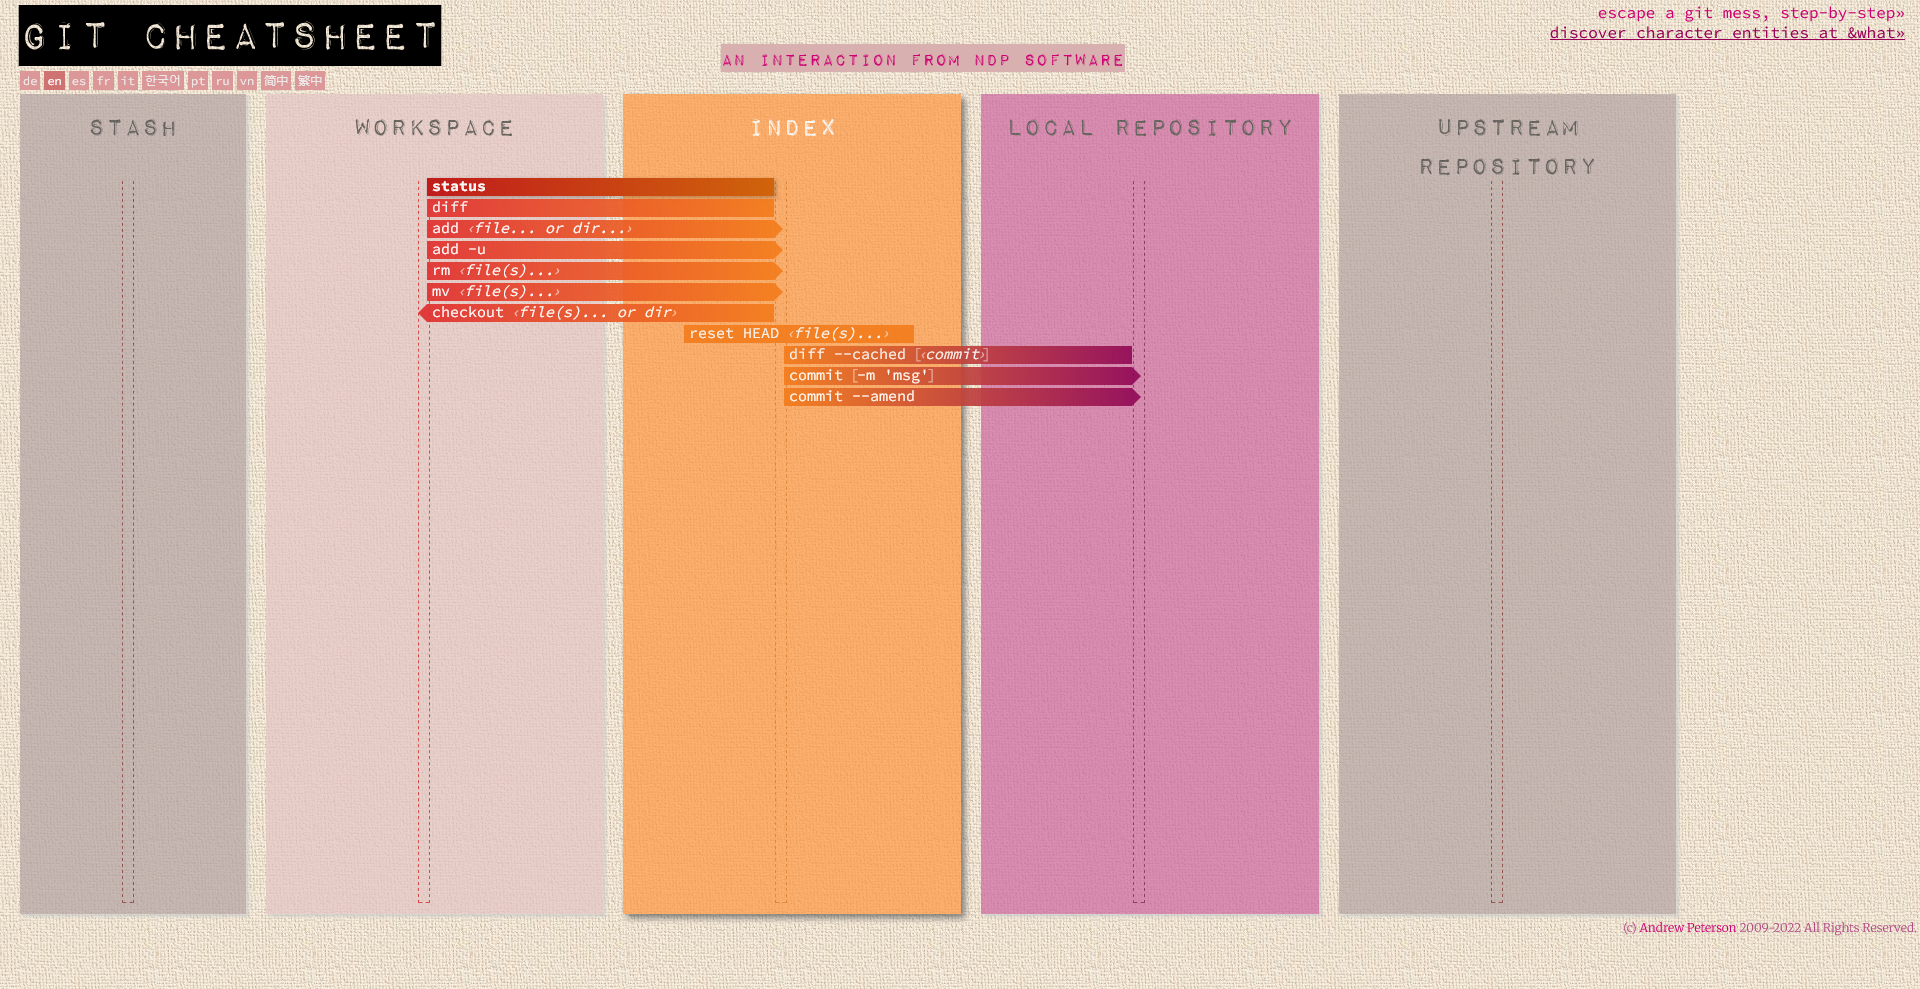 GIT CHEATSHEET
escape a git mess, step-by-step»
discover character entities at &what»
AN INTERACTION FROM NDP SOFTWARE
de en es fr it 한국어 pt ru vn 简中 繁中
STASH
WORKSPACE
INDEX
LOCAL REPOSITORY
UPSTREAM
REPOSITORY
status
diff
add ‹file... or dir...›
add -u
rm ‹file(s)...›
mv ‹file(s)...›
checkout ‹file(s)... or dir›
reset HEAD ‹file(s)...›
diff --cached [‹commit›]
commit [-m 'msg']
commit --amend
(c) Andrew Peterson 2009-2022 All Rights Reserved.